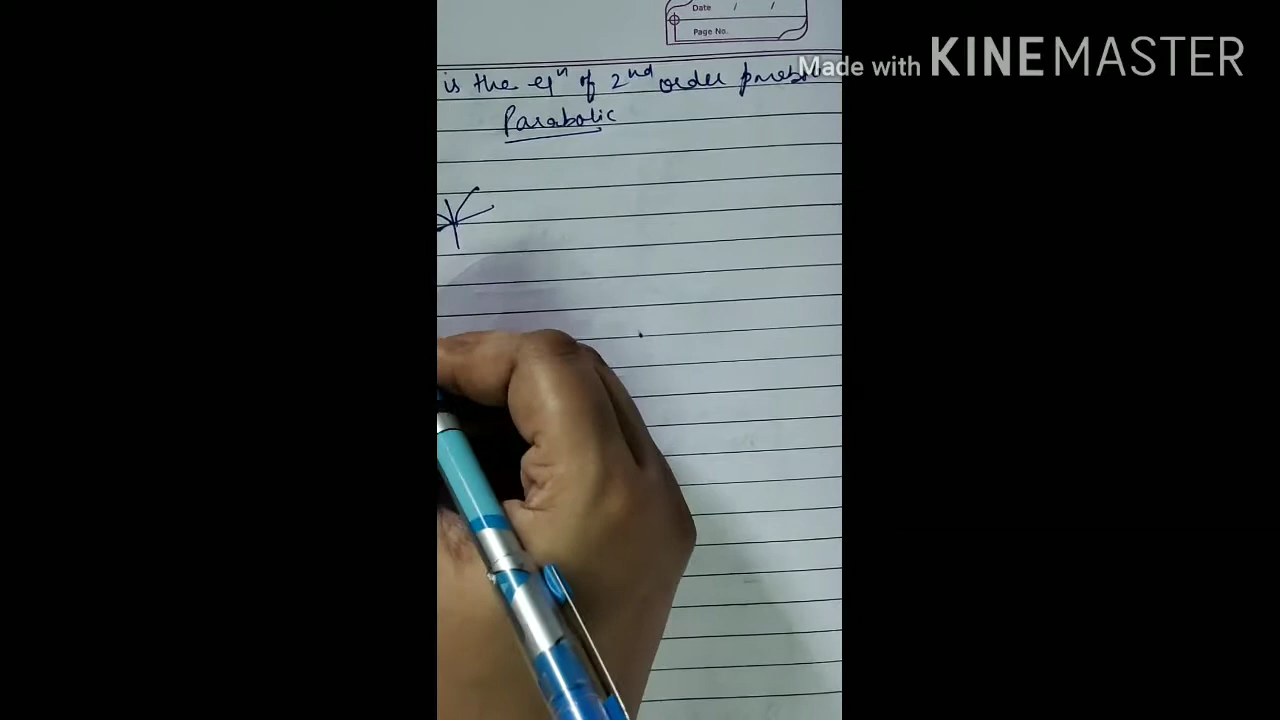 Date / /
Page No.
Made with KINEMASTER
is the eqⁿ of 2nd order
Parabolic